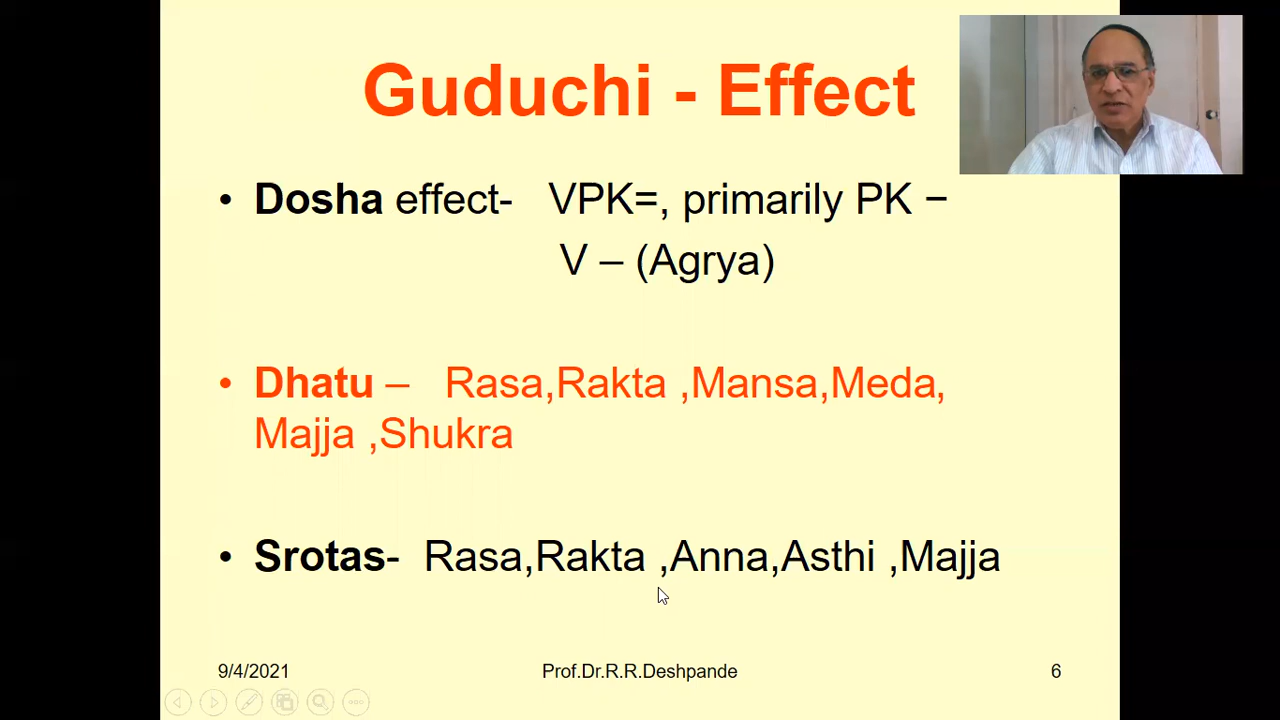 Guduchi - Effect
• Dosha effect- VPK=, primarily PK −
V – (Agrya)
• Dhatu – Rasa,Rakta ,Mansa,Meda,
Majja ,Shukra
• Srotas- Rasa,Rakta ,Anna,Asthi ,Majja
9/4/2021 Prof.Dr.R.R.Deshpande 6